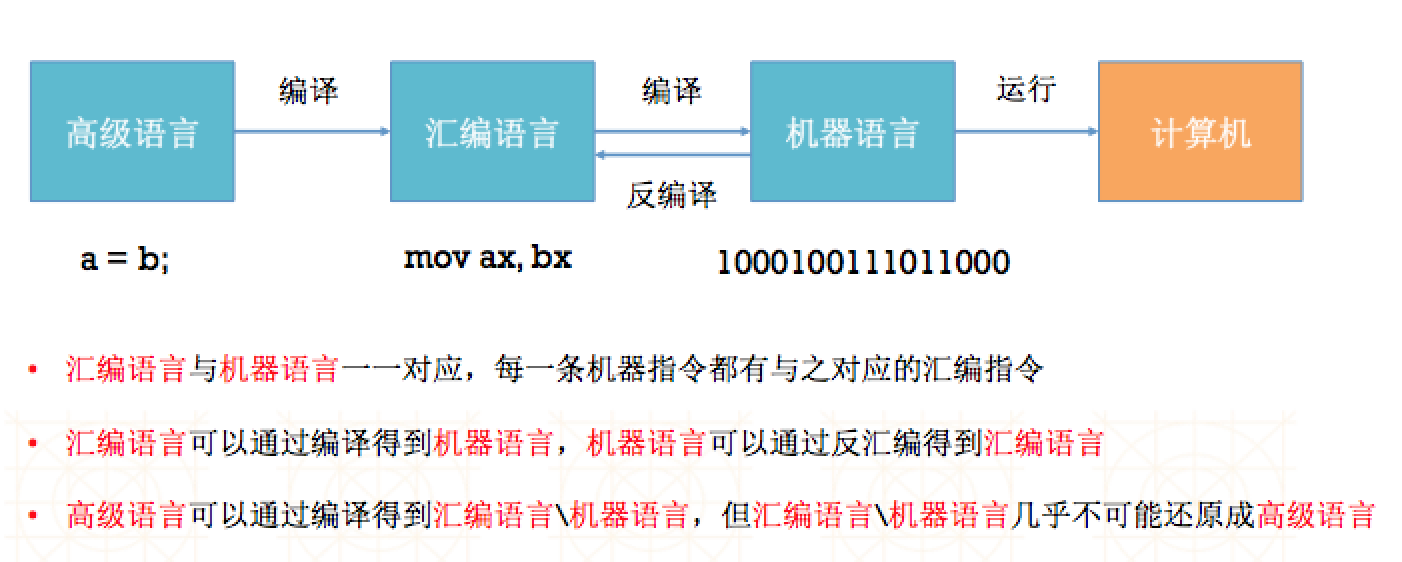 编译 编译 运行
高级语言 汇编语言 机器语言 计算机
反编译
a = b; mov ax, bx 1000100111011000
• 汇编语言与机器语言一一对应，每一条机器指令都有与之对应的汇编指令
• 汇编语言可以通过编译得到机器语言，机器语言可以通过反汇编得到汇编语言
• 高级语言可以通过编译得到汇编语言\机器语言，但汇编语言\机器语言几乎不可能还原成高级语言